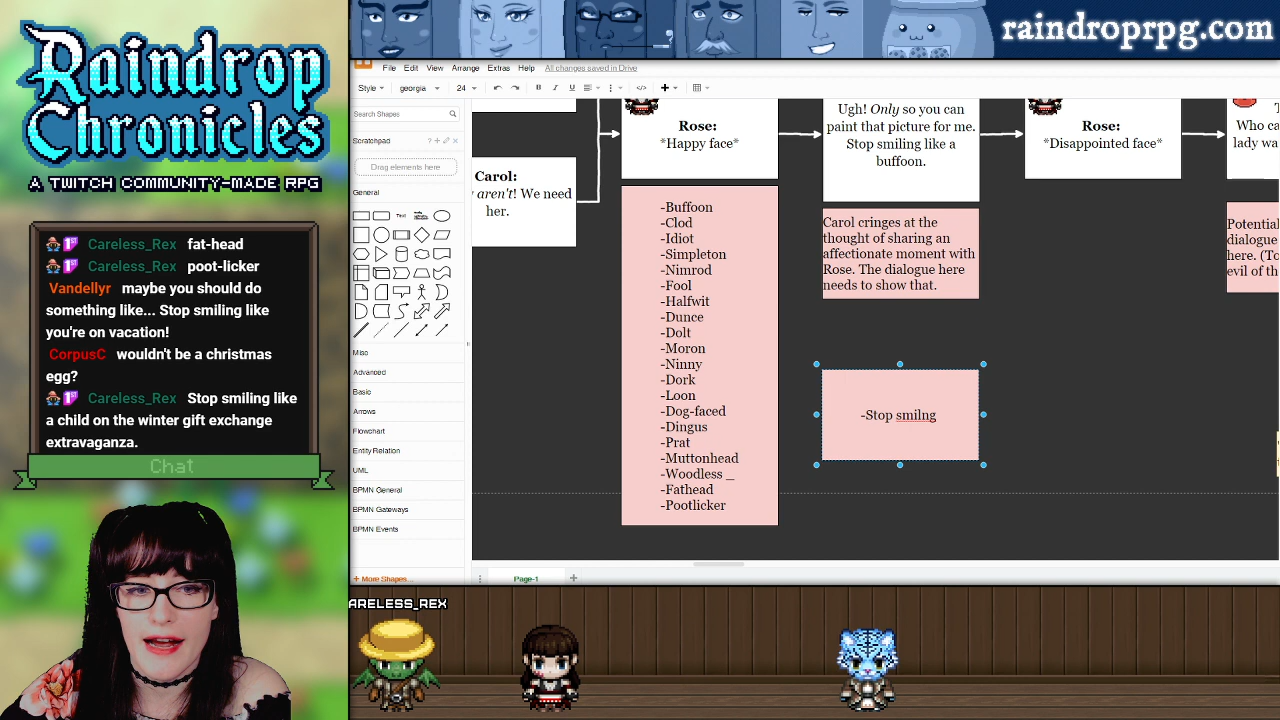 Raindrop
Chronicles
A TWITCH COMMUNITY-MADE RPG
Careless_Rex fat-head
Careless_Rex poot-licker
Vandellyr maybe you should do
something like... Stop smiling like
you're on vacation!
CorpusC wouldn't be a christmas
egg?
Careless_Rex Stop smiling like
a child on the winter gift exchange
extravaganza.
Chat
raindroprpg.com
File Edit View Arrange Extras Help All changes saved in Drive
Style georgia 24 B I U
Search Shapes
Scratchpad
Drag elements here
General
Text
Misc
Advanced
Basic
Arrows
Flowchart
Entity Relation
UML
BPMN General
BPMN Gateways
BPMN Events
+ More Shapes...
Page-1
Carol:
aren't! We need
her.
Rose:
*Happy face*
-Buffoon
-Clod
-Idiot
-Simpleton
-Nimrod
-Fool
-Halfwit
-Dunce
-Dolt
-Moron
-Ninny
-Dork
-Loon
-Dog-faced
-Dingus
-Prat
-Muttonhead
-Woodless _
-Fathead
-Pootlicker
Ugh! Only so you can
paint that picture for me.
Stop smiling like a
buffoon.
Carol cringes at the
thought of sharing an
affectionate moment with
Rose. The dialogue here
needs to show that.
-Stop smilng
Rose:
*Disappointed face*
T
Who ca
lady wa
Potential
dialogue
here. (To
evil of th
ARELESS_REX